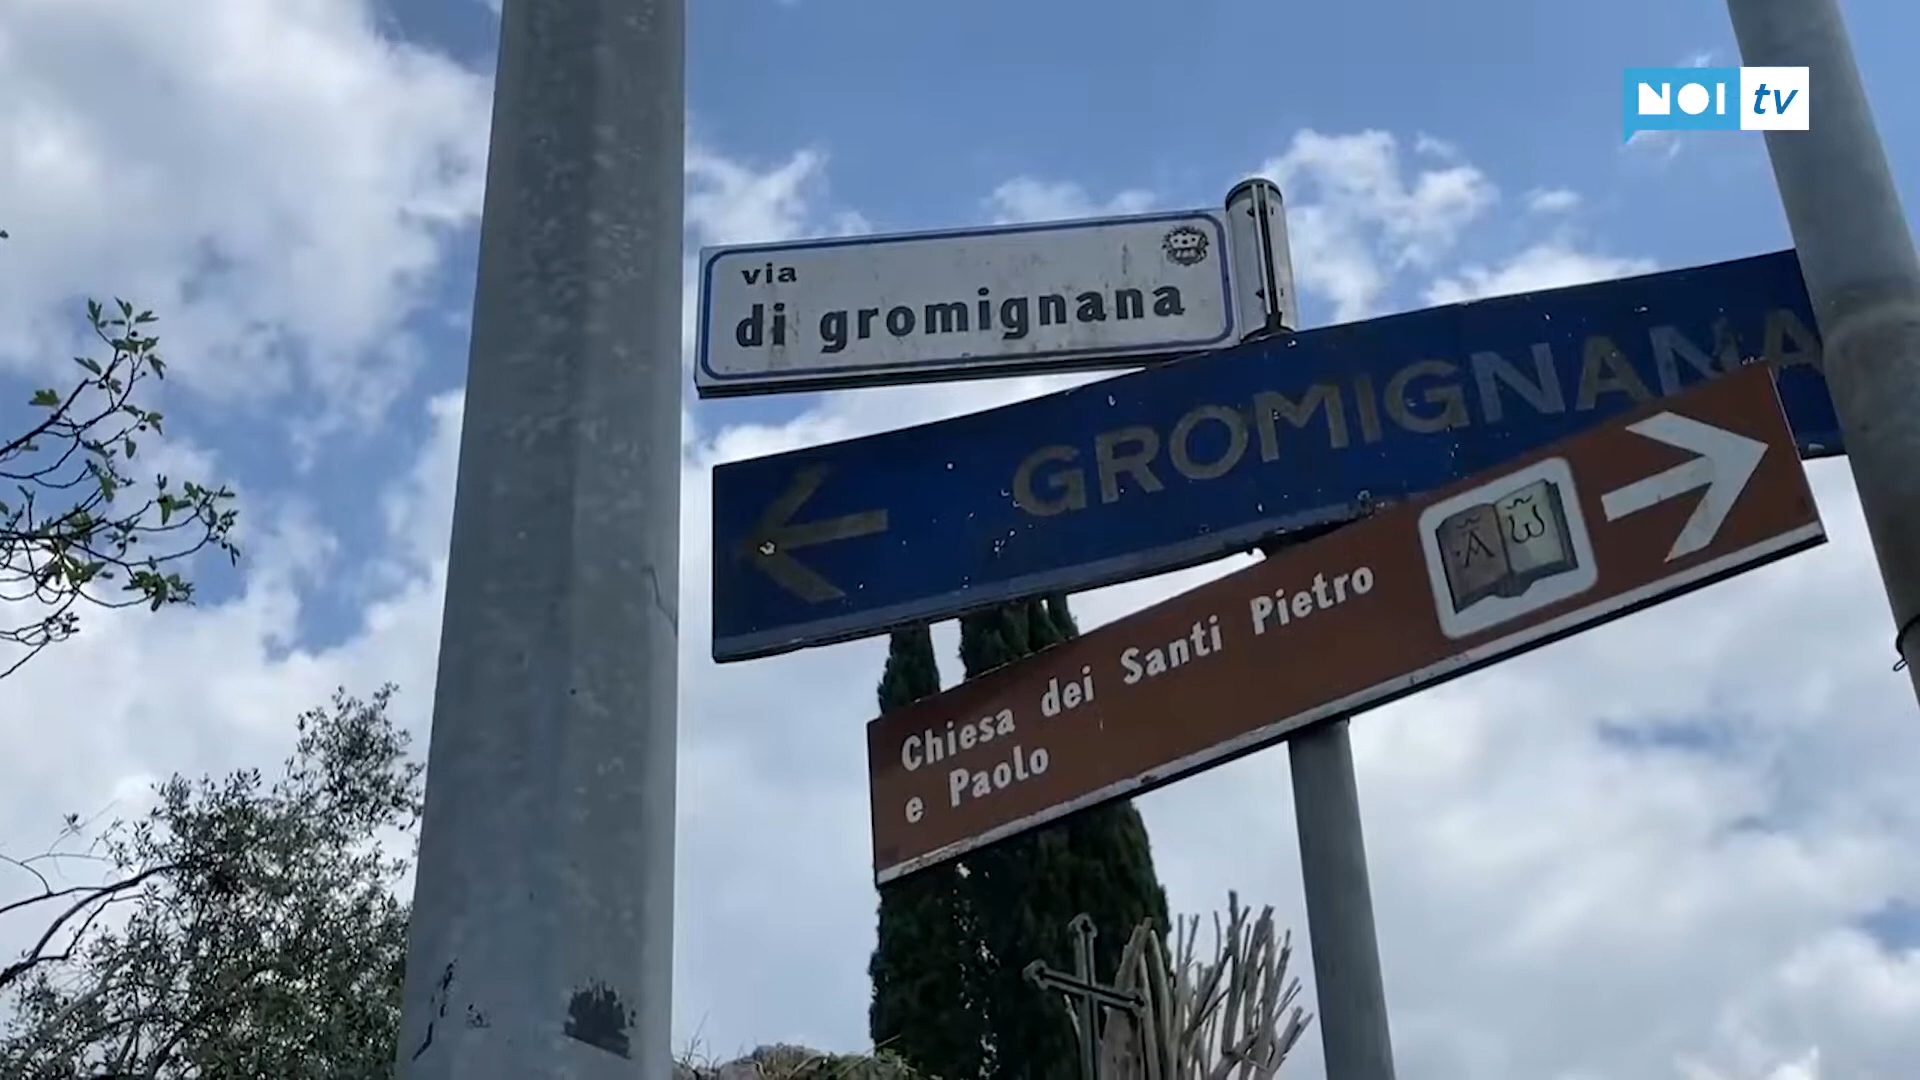 NOI tv
via
di gromignana
GROMIGNANA
A ω
Chiesa dei Santi Pietro
e Paolo